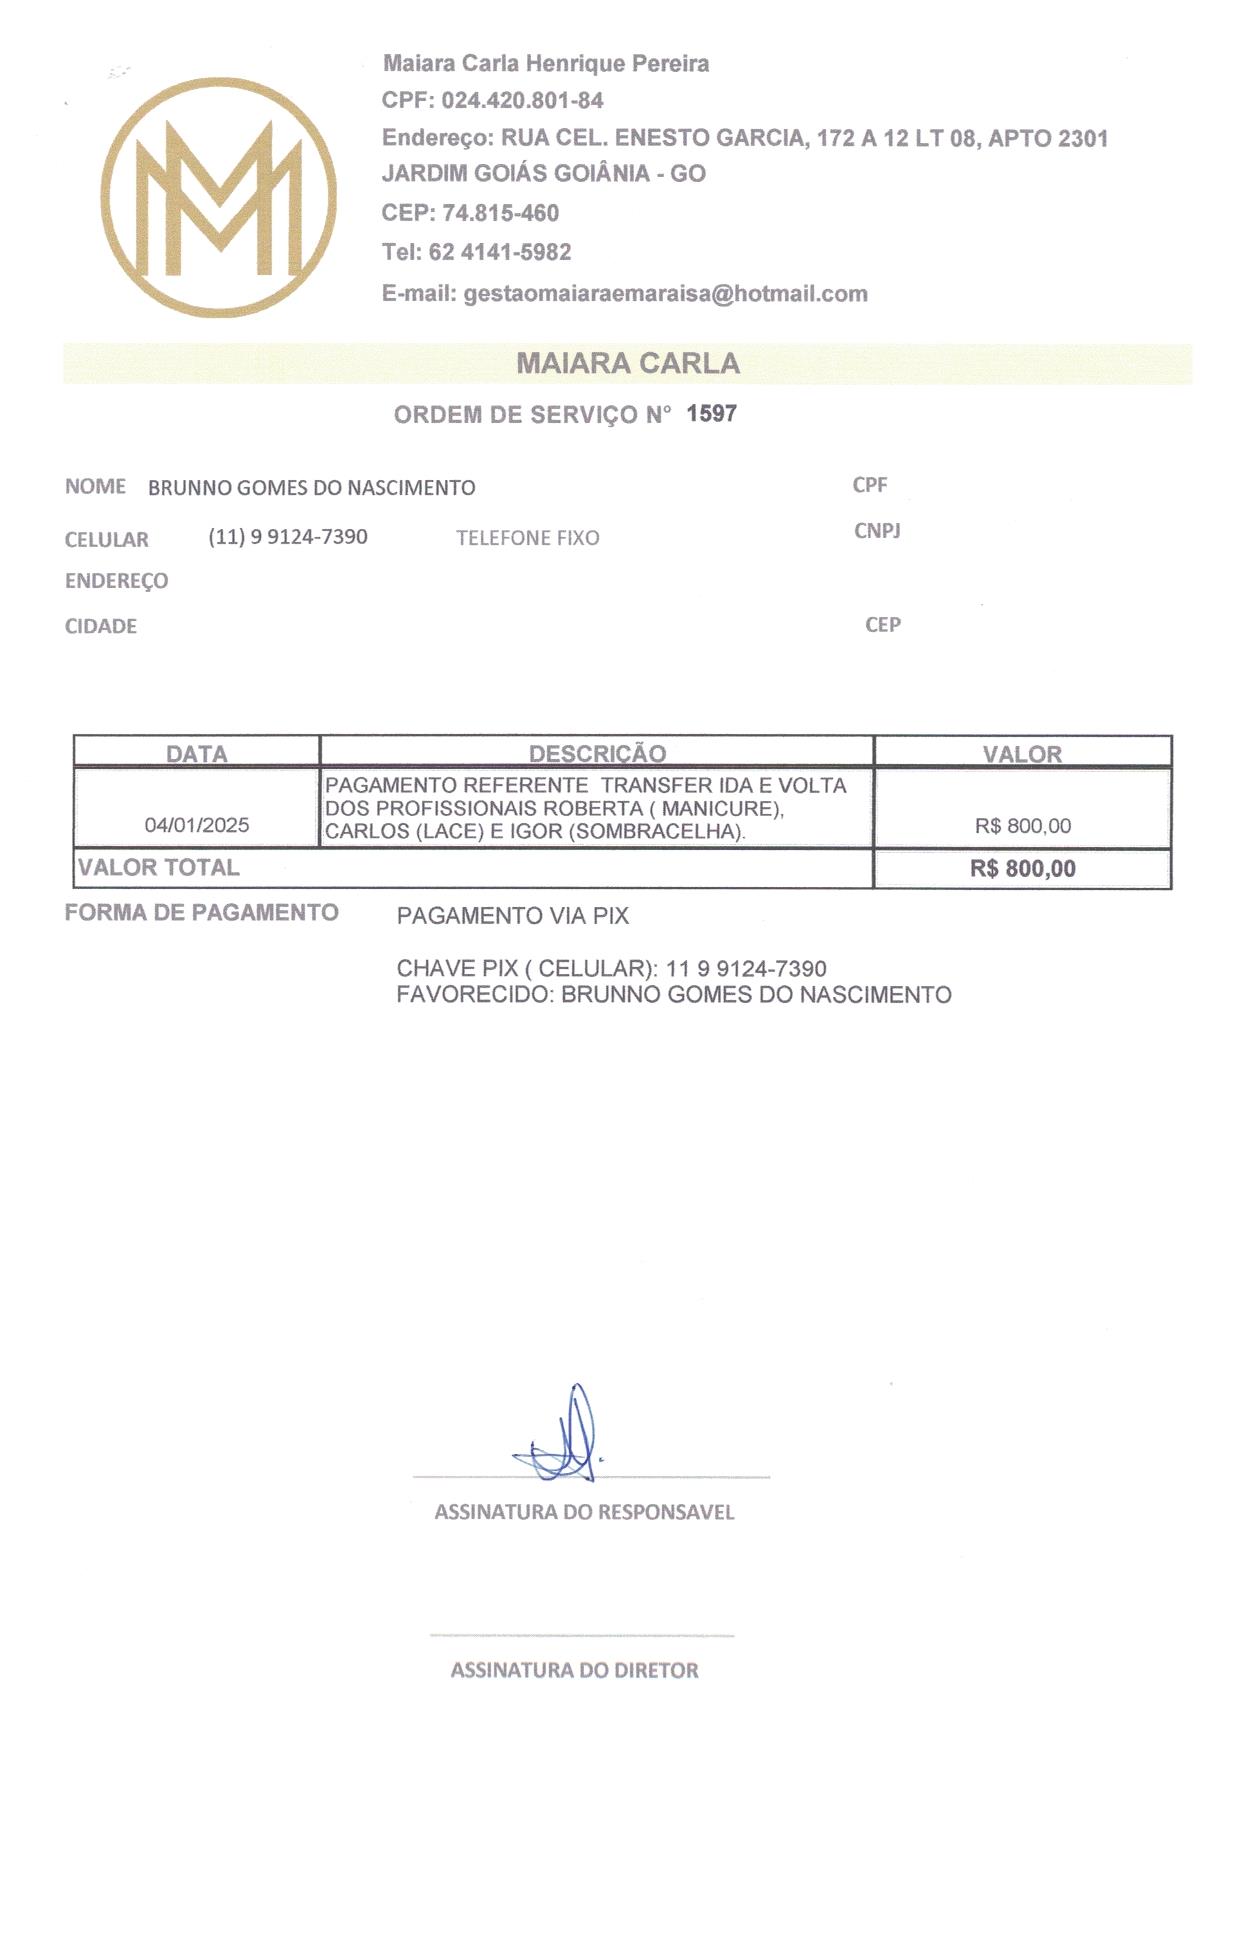 Maiara Carla Henrique Pereira
CPF: 024.420.801-84
Endereço: RUA CEL. ENESTO GARCIA, 172 A 12 LT 08, APTO 2301
JARDIM GOIÁS GOIÂNIA - GO
CEP: 74.815-460
Tel: 62 4141-5982
E-mail: gestaomaiaraemaraisa@hotmail.com
MAIARA CARLA
ORDEM DE SERVIÇO N° 1597
NOME BRUNNO GOMES DO NASCIMENTO CPF
CELULAR (11) 9 9124-7390 TELEFONE FIXO CNPJ
ENDEREÇO
CIDADE CEP
DATA DESCRIÇÃO VALOR
PAGAMENTO REFERENTE TRANSFER IDA E VOLTA
DOS PROFISSIONAIS ROBERTA ( MANICURE),
04/01/2025 CARLOS (LACE) E IGOR (SOMBRACELHA). R$ 800,00
VALOR TOTAL R$ 800,00
FORMA DE PAGAMENTO PAGAMENTO VIA PIX
CHAVE PIX ( CELULAR): 11 9 9124-7390
FAVORECIDO: BRUNNO GOMES DO NASCIMENTO
ASSINATURA DO RESPONSAVEL
ASSINATURA DO DIRETOR